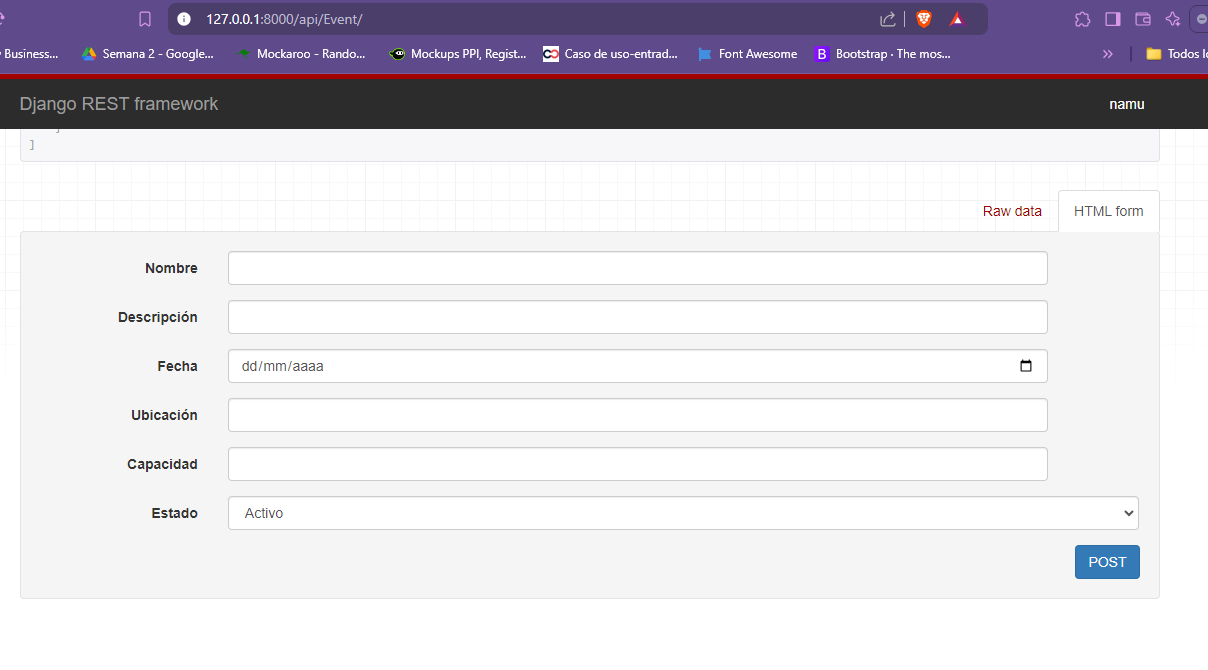 127.0.0.1:8000/api/Event/
Business... Semana 2 - Google... Mockaroo - Rando... Mockups PPI, Regist... Caso de uso-entrad... Font Awesome B Bootstrap · The mos... » Todos lo
Django REST framework namu
]
Raw data HTML form
Nombre
Descripción
Fecha dd/mm/aaaa
Ubicación
Capacidad
Estado Activo
POST